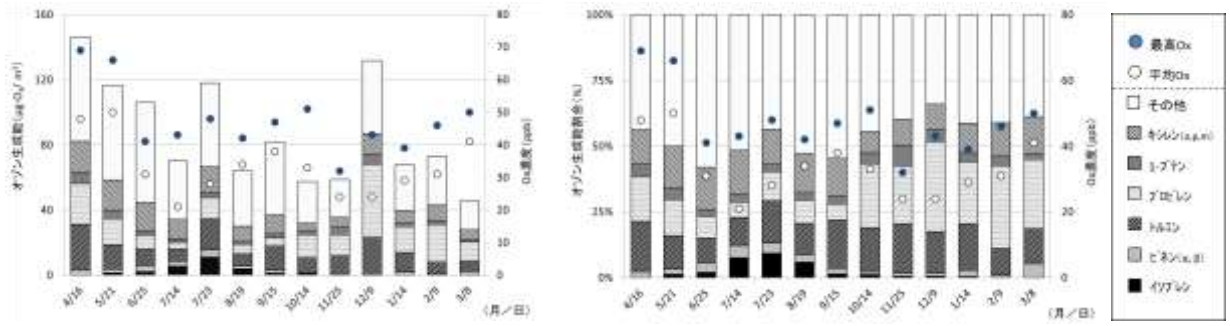 160
120
80
40
0
オゾン生成能(μg-O₃/ m³)
80
70
60
50
40
30
20
10
0
Ox濃度(ppb)
4/16 5/21 6/25 7/14 7/23 8/19 9/15 10/14 11/25 12/9 1/14 2/9 3/8
(月/日)
100%
75%
50%
25%
0%
オゾン生成能割合(%)
80
60
40
20
0
Ox濃度(ppb)
4/16 5/21 6/25 7/14 7/23 8/19 9/15 10/14 11/25 12/9 1/14 2/9 3/8
(月/日)
最高Ox
平均Ox
その他
キシレン(o,p,m)
1-ブテン
プロピレン
トルエン
ピネン(α,β)
イソプレン